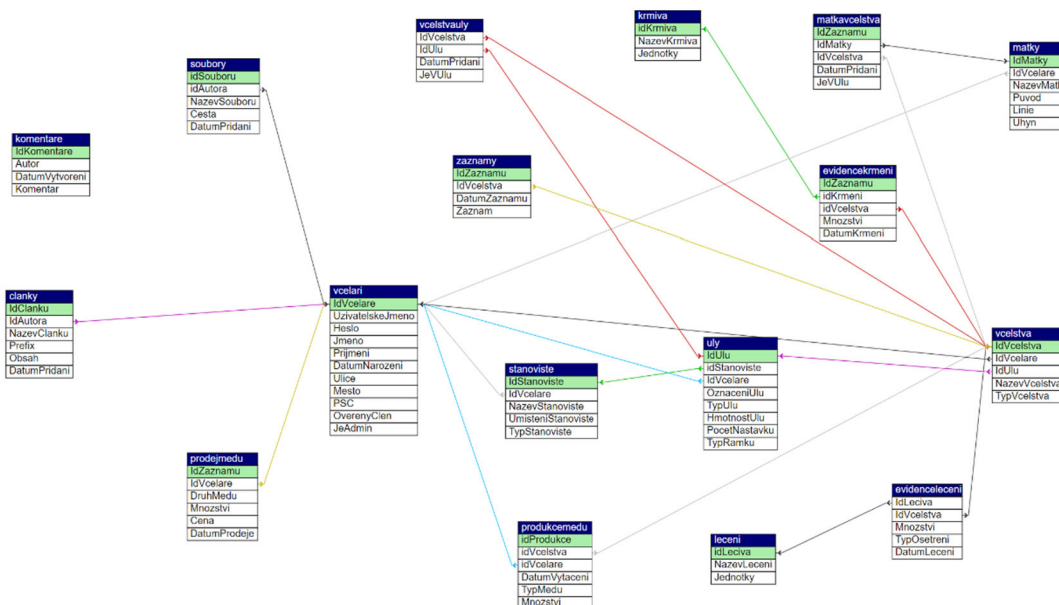 krmiva
idKrmiva
NazevKrmiva
Jednotky
matkavcelstva
IdZaznamu
IdMatky
IdVcelstva
DatumPridani
JeVUlu
vcelstvauly
IdVcelstva
IdUlu
DatumPridani
JeVUlu
matky
IdMatky
IdVcelare
NazevMatk
Puvod
Linie
Uhyn
soubory
idSouboru
idAutora
NazevSouboru
Cesta
DatumPridani
komentare
IdKomentare
Autor
DatumVytvoreni
Komentar
zaznamy
IdZaznamu
IdVcelstva
DatumZaznamu
Zaznam
evidencekrmeni
IdZaznamu
idKrmeni
idVcelstva
Mnozstvi
DatumKrmeni
clanky
IdClanku
IdAutora
NazevClanku
Prefix
Obsah
DatumPridani
vcelari
IdVcelare
UzivatelskeJmeno
Heslo
Jmeno
Prijmeni
DatumNarozeni
Ulice
Mesto
PSC
OverenyClen
JeAdmin
stanoviste
IdStanoviste
IdVcelare
NazevStanoviste
UmisteniStanoviste
TypStanoviste
uly
IdUlu
idStanoviste
IdVcelare
OznaceniUlu
TypUlu
HmotnostUlu
PocetNastavku
TypRamku
vcelstva
IdVcelstva
IdVcelare
IdUlu
NazevVcelstva
TypVcelstva
prodejmedu
IdZaznamu
IdVcelare
DruhMedu
Mnozstvi
Cena
DatumProdeje
produkcemedu
idProdukce
idVcelstva
idVcelare
DatumVytaceni
TypMedu
Mnozstvi
leceni
idLeciva
NazevLeceni
Jednotky
evidenceleceni
IdLeciva
IdVcelstva
Mnozstvi
TypOsetreni
DatumLeceni